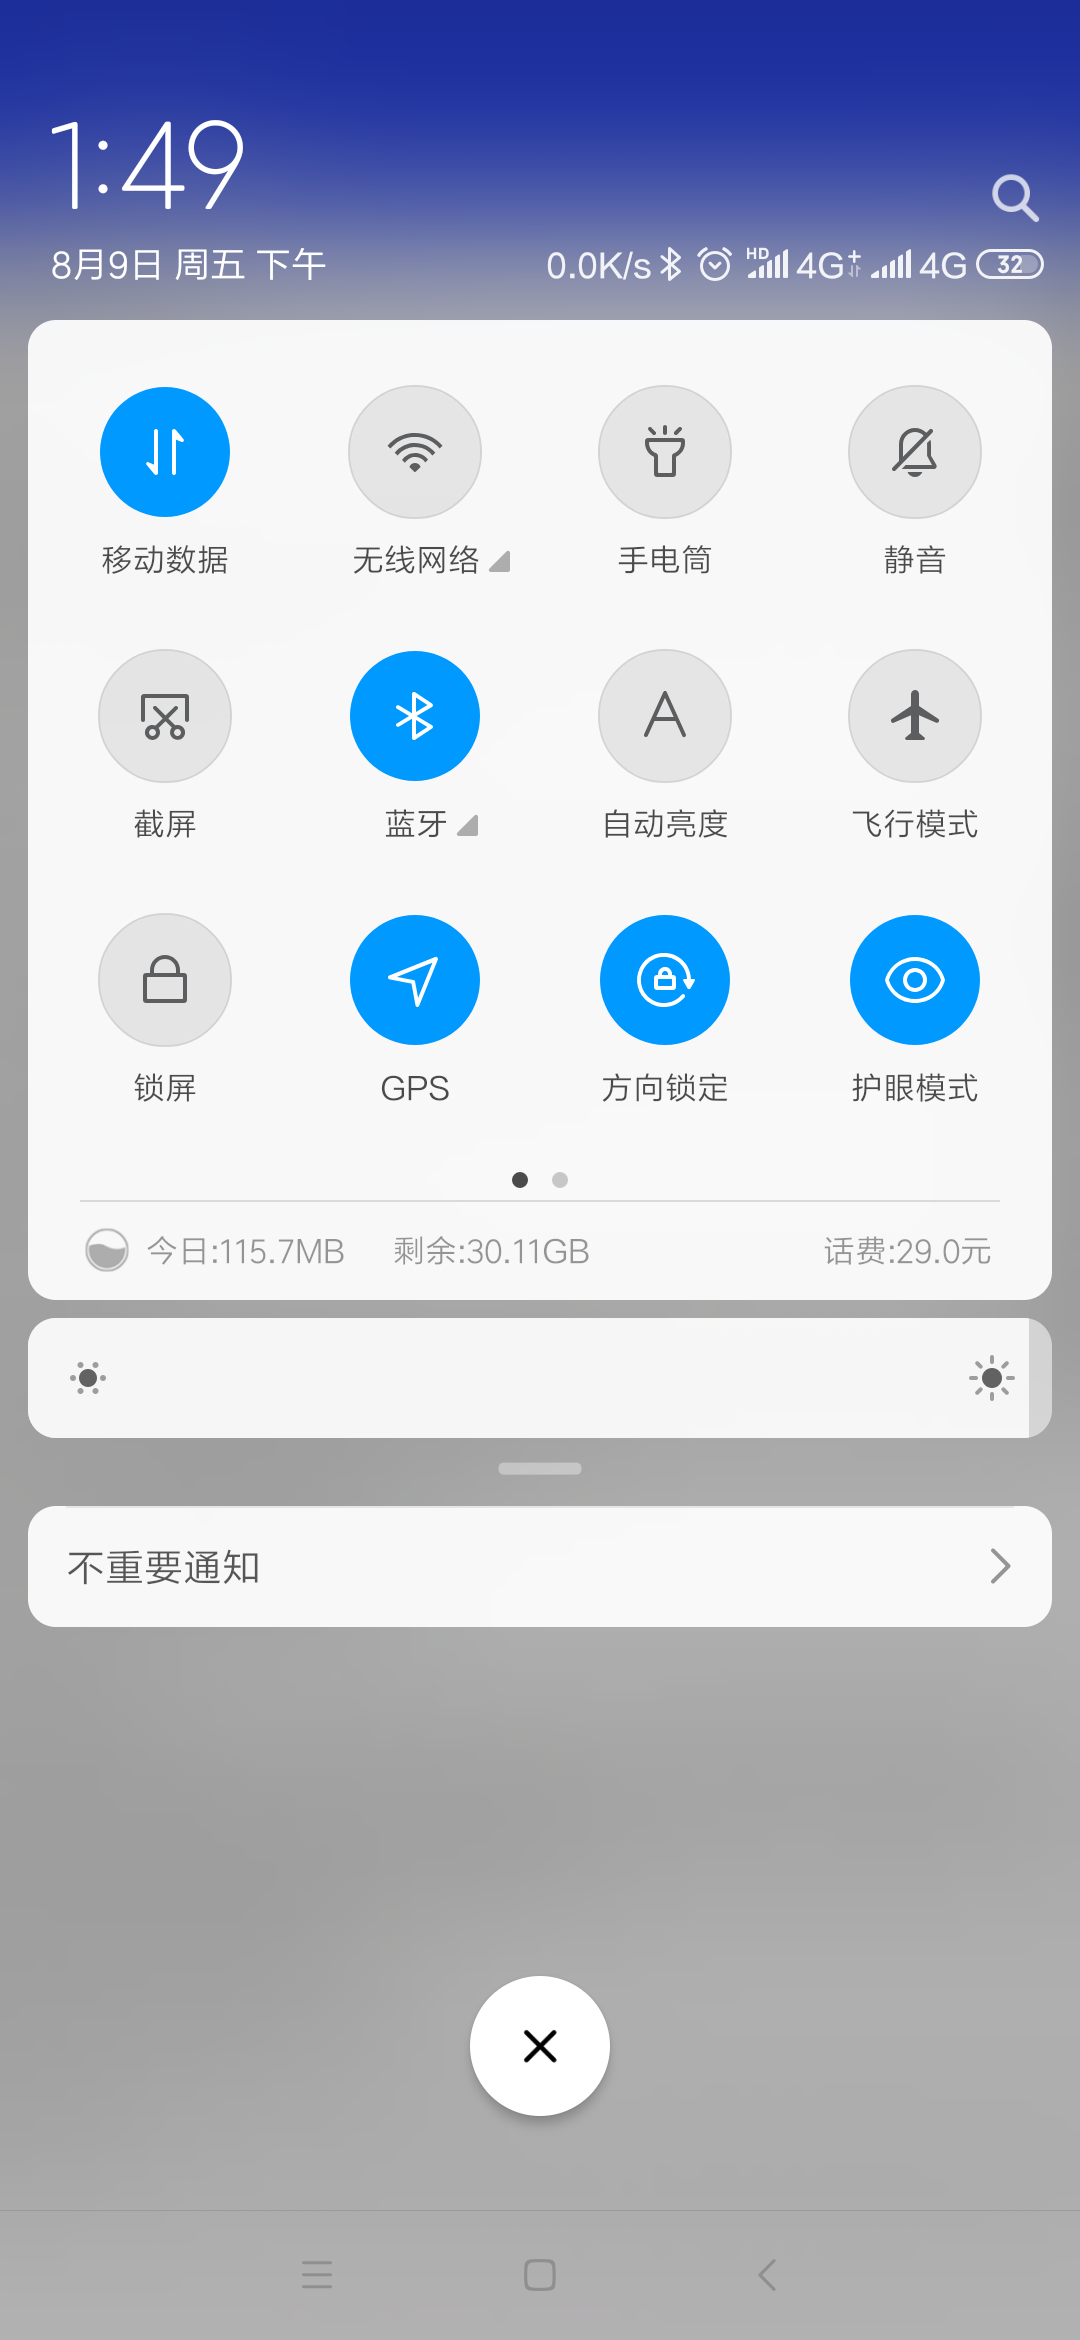 1:49
8月9日 周五 下午 0.0K/s HD 4G+ 4G 32
移动数据 无线网络 手电筒 静音
截屏 蓝牙 自动亮度 飞行模式
锁屏 GPS 方向锁定 护眼模式
今日:115.7MB 剩余:30.11GB 话费:29.0元
不重要通知